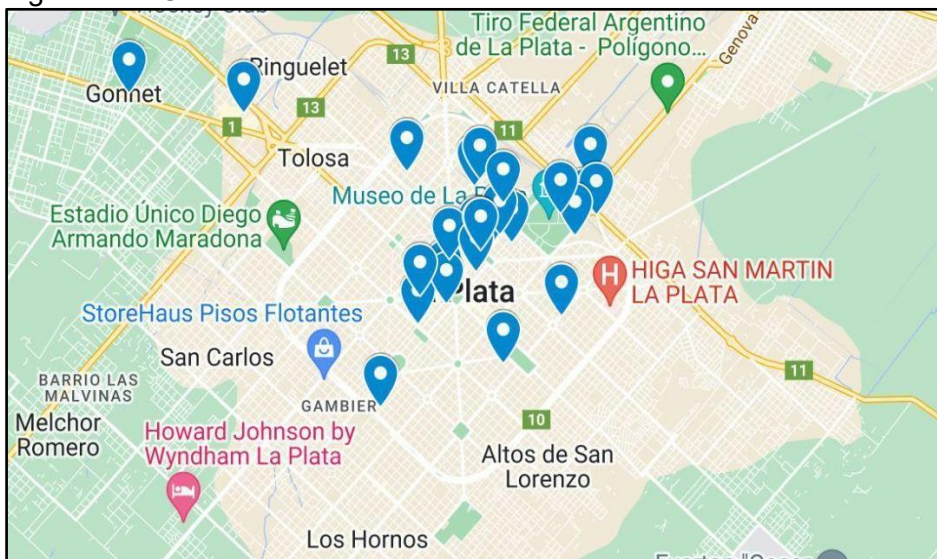 Tiro Federal Argentino
de La Plata - Polígono...
Genova
Ringuelet
13
Gonnet
VILLA CATELLA
13
1
11
Tolosa
Museo de La
Estadio Único Diego
Armando Maradona
HIGA SAN MARTIN
LA PLATA
Plata
StoreHaus Pisos Flotantes
San Carlos
11
BARRIO LAS
MALVINAS
GAMBIER
Melchor
Romero
10
Howard Johnson by
Wyndham La Plata
Altos de San
Lorenzo
Los Hornos